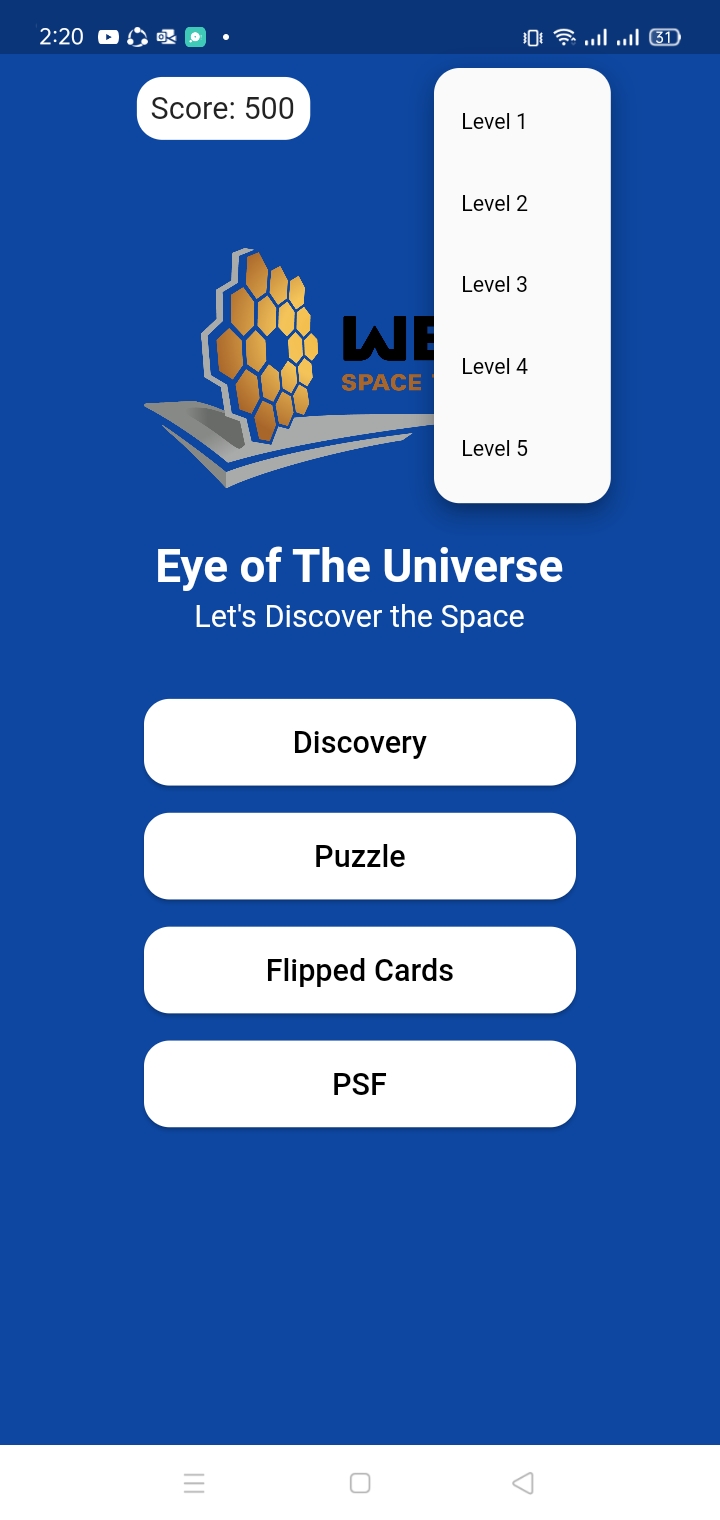 2:20
31
Score: 500
Level 1
Level 2
Level 3
Level 4
Level 5
WE
SPACE
Eye of The Universe
Let's Discover the Space
Discovery
Puzzle
Flipped Cards
PSF